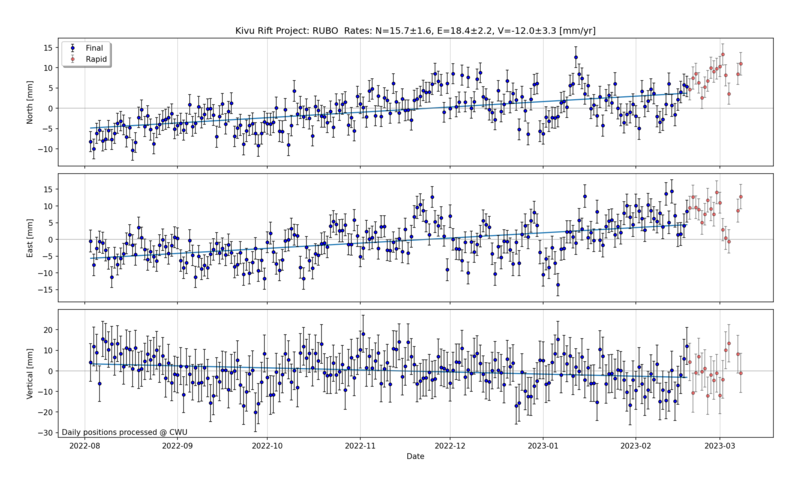 Kivu Rift Project: RUBO Rates: N=15.7±1.6, E=18.4±2.2, V=-12.0±3.3 [mm/yr]
Final
Rapid
North [mm]
15
10
5
0
−5
−10
East [mm]
15
10
5
0
−5
−10
−15
Vertical [mm]
20
10
0
−10
−20
−30
Daily positions processed @ CWU
2022-08 2022-09 2022-10 2022-11 2022-12 2023-01 2023-02 2023-03
Date